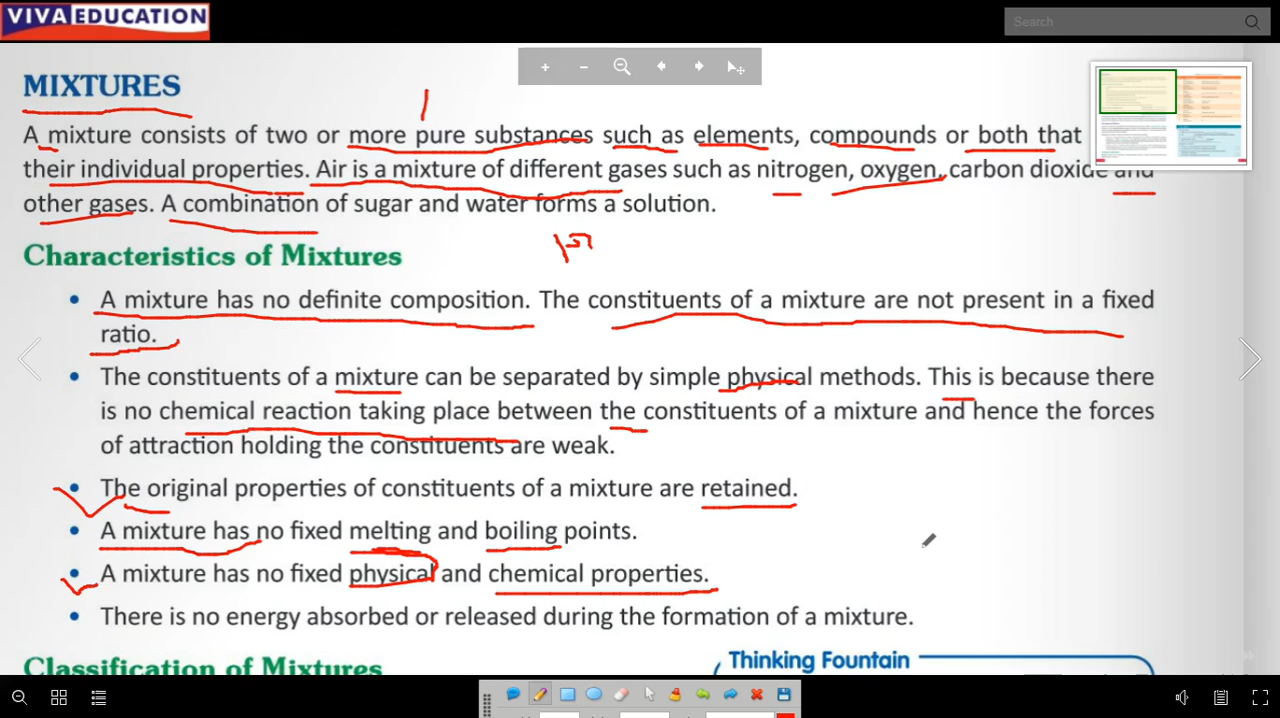 VIVA EDUCATION
Search
MIXTURES
A mixture consists of two or more pure substances such as elements, compounds or both that
their individual properties. Air is a mixture of different gases such as nitrogen, oxygen, carbon dioxide and
other gases. A combination of sugar and water forms a solution.
Characteristics of Mixtures
• A mixture has no definite composition. The constituents of a mixture are not present in a fixed
ratio.
• The constituents of a mixture can be separated by simple physical methods. This is because there
is no chemical reaction taking place between the constituents of a mixture and hence the forces
of attraction holding the constituents are weak.
• The original properties of constituents of a mixture are retained.
• A mixture has no fixed melting and boiling points.
• A mixture has no fixed physical and chemical properties.
• There is no energy absorbed or released during the formation of a mixture.
Classification of Mixtures
Thinking Fountain